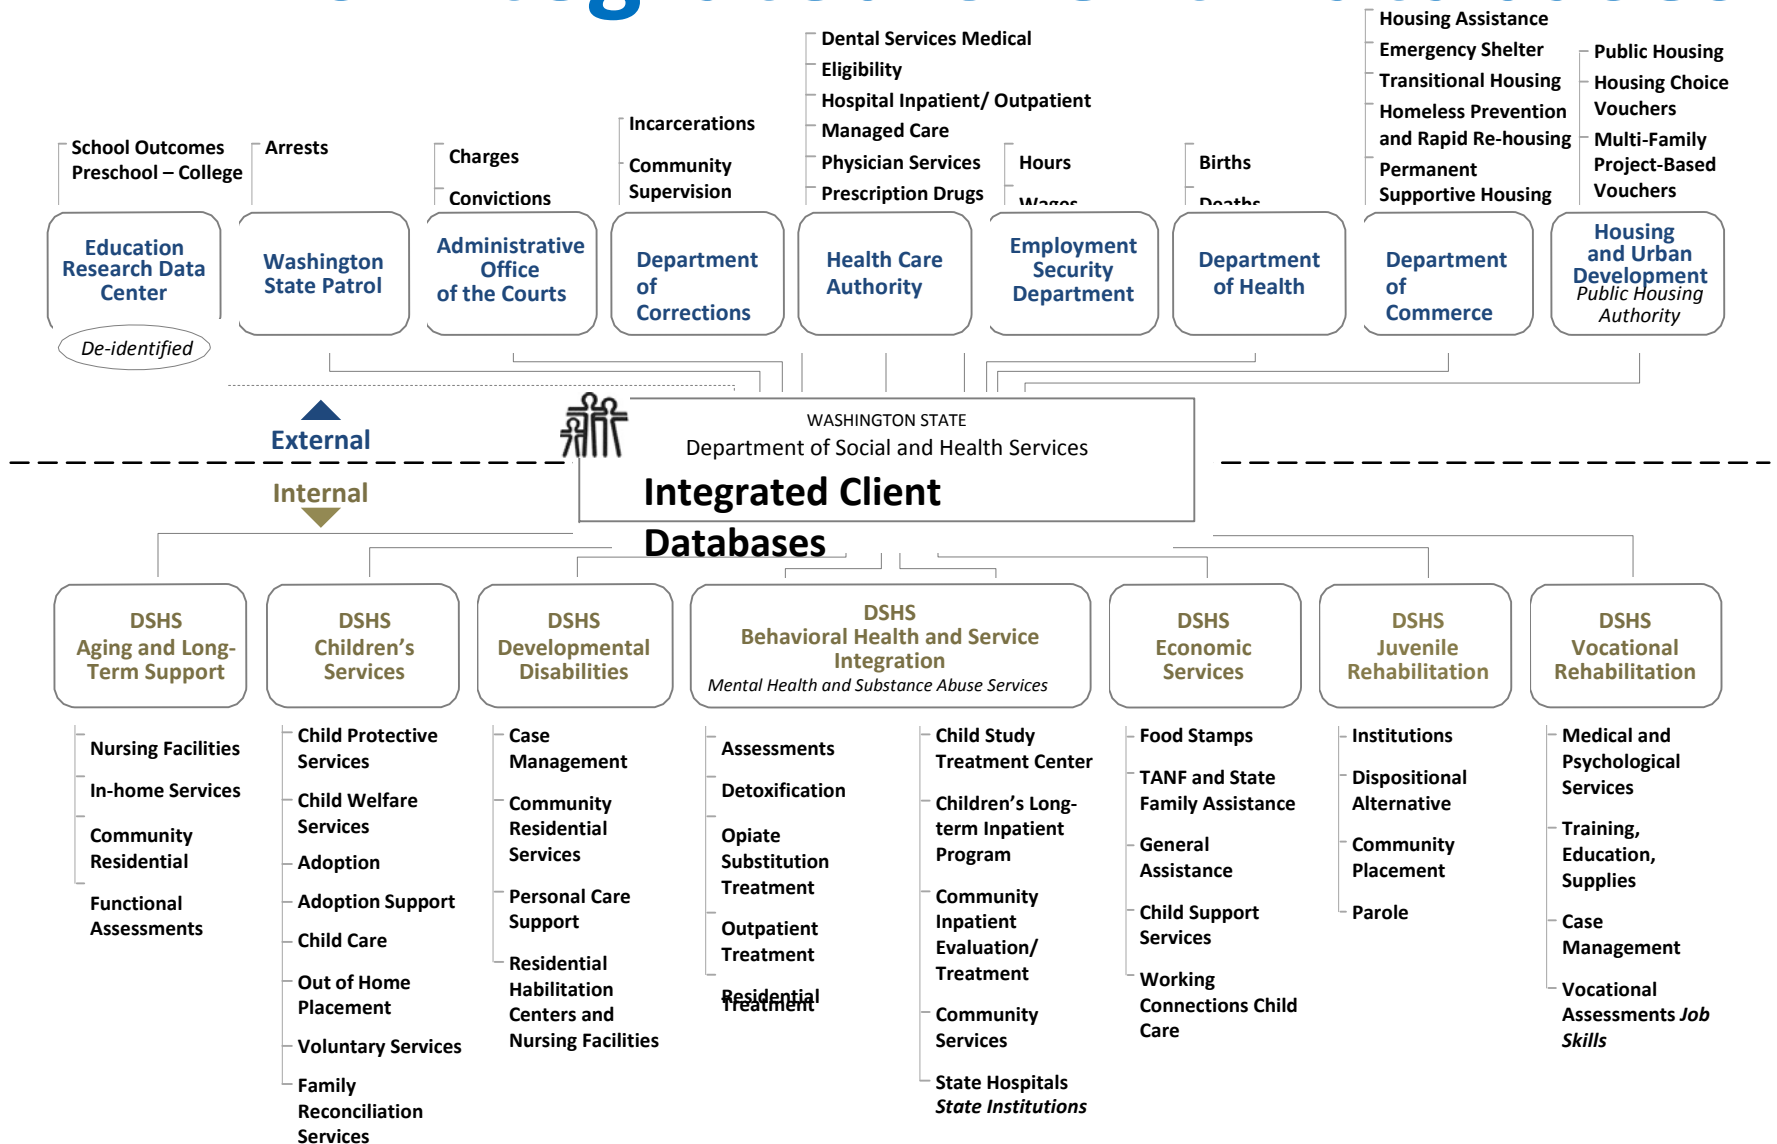 School Outcomes
Preschool – College
Arrests
Charges
Convictions
Incarcerations
Community
Supervision
Dental Services Medical
Eligibility
Hospital Inpatient/ Outpatient
Managed Care
Physician Services
Prescription Drugs
Hours
Wages
Births
Deaths
Housing Assistance
Emergency Shelter
Transitional Housing
Homeless Prevention
and Rapid Re-housing
Permanent
Supportive Housing
Public Housing
Housing Choice
Vouchers
Multi-Family
Project-Based
Vouchers
Education
Research Data
Center
De-identified
Washington
State Patrol
Administrative
Office
of the Courts
Department
of
Corrections
Health Care
Authority
Employment
Security
Department
Department
of Health
Department
of
Commerce
Housing
and Urban
Development
Public Housing
Authority
External
WASHINGTON STATE
Department of Social and Health Services
Integrated Client
Databases
Internal
DSHS
Aging and Long-
Term Support
DSHS
Children’s
Services
DSHS
Developmental
Disabilities
DSHS
Behavioral Health and Service
Integration
Mental Health and Substance Abuse Services
DSHS
Economic
Services
DSHS
Juvenile
Rehabilitation
DSHS
Vocational
Rehabilitation
Nursing Facilities
In-home Services
Community
Residential
Functional
Assessments
Child Protective
Services
Child Welfare
Services
Adoption
Adoption Support
Child Care
Out of Home
Placement
Voluntary Services
Family
Reconciliation
Services
Case
Management
Community
Residential
Services
Personal Care
Support
Residential
Habilitation
Centers and
Nursing Facilities
Assessments
Detoxification
Opiate
Substitution
Treatment
Outpatient
Treatment
Residential
Treatment
Child Study
Treatment Center
Children’s Long-
term Inpatient
Program
Community
Inpatient
Evaluation/
Treatment
Community
Services
State Hospitals
State Institutions
Food Stamps
TANF and State
Family Assistance
General
Assistance
Child Support
Services
Working
Connections Child
Care
Institutions
Dispositional
Alternative
Community
Placement
Parole
Medical and
Psychological
Services
Training,
Education,
Supplies
Case
Management
Vocational
Assessments Job
Skills